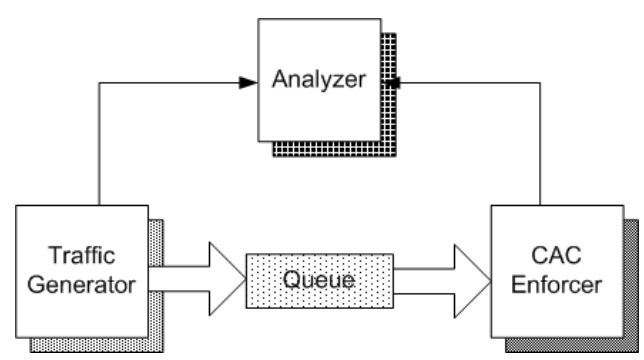 Analyzer
Traffic
Generator
Queue
CAC
Enforcer